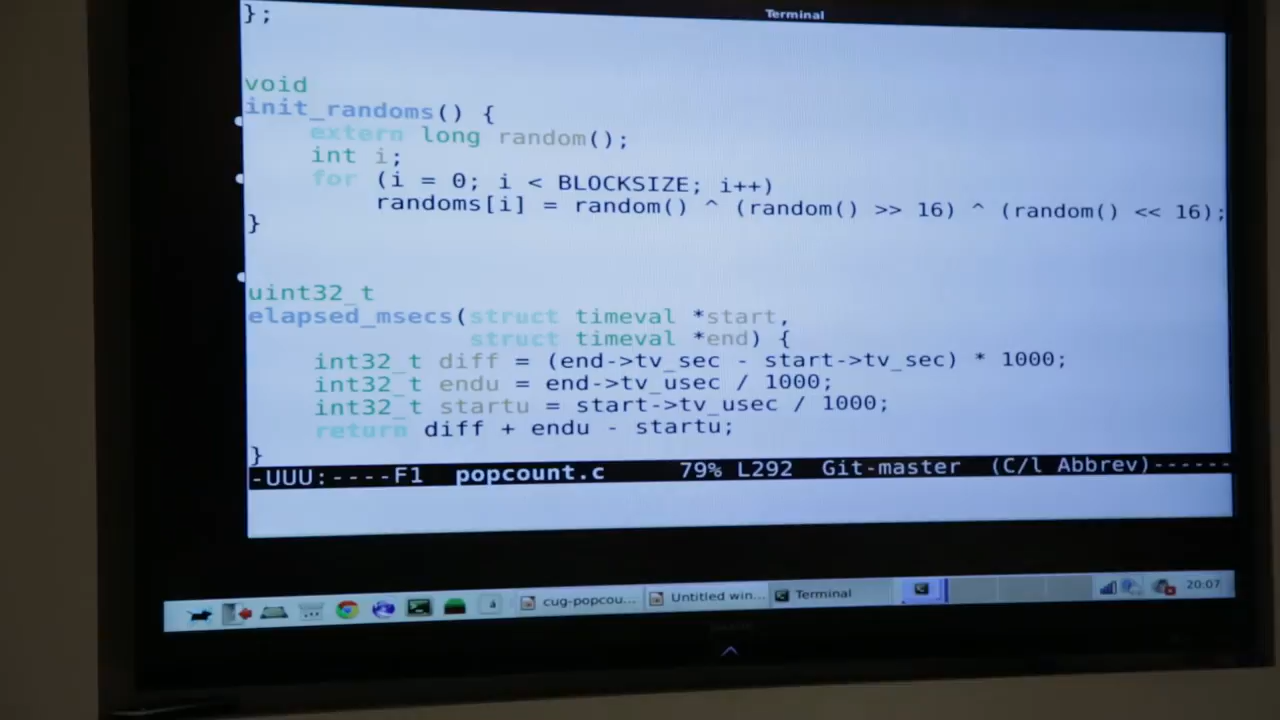 Terminal
};
void
init_randoms() {
    extern long random();
    int i;
    for (i = 0; i < BLOCKSIZE; i++)
        randoms[i] = random() ^ (random() >> 16) ^ (random() << 16);
}
uint32_t
elapsed_msecs(struct timeval *start,
              struct timeval *end) {
    int32_t diff = (end->tv_sec - start->tv_sec) * 1000;
    int32_t endu = end->tv_usec / 1000;
    int32_t startu = start->tv_usec / 1000;
    return diff + endu - startu;
}
-UUU:----F1  popcount.c      79% L292  Git-master  (C/l Abbrev)------
cug-popcou... Untitled win... Terminal 20:07